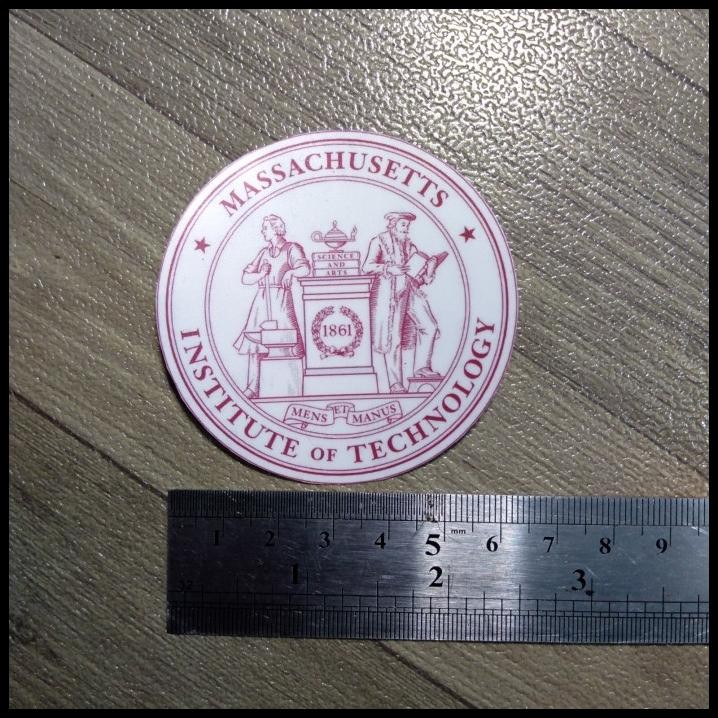 MASSACHUSETTS
SCIENCE
AND
ARTS
1861
MENS ET MANUS
INSTITUTE OF TECHNOLOGY
1 2 3 4 5 mm 6 7 8 9
32 1 2 3